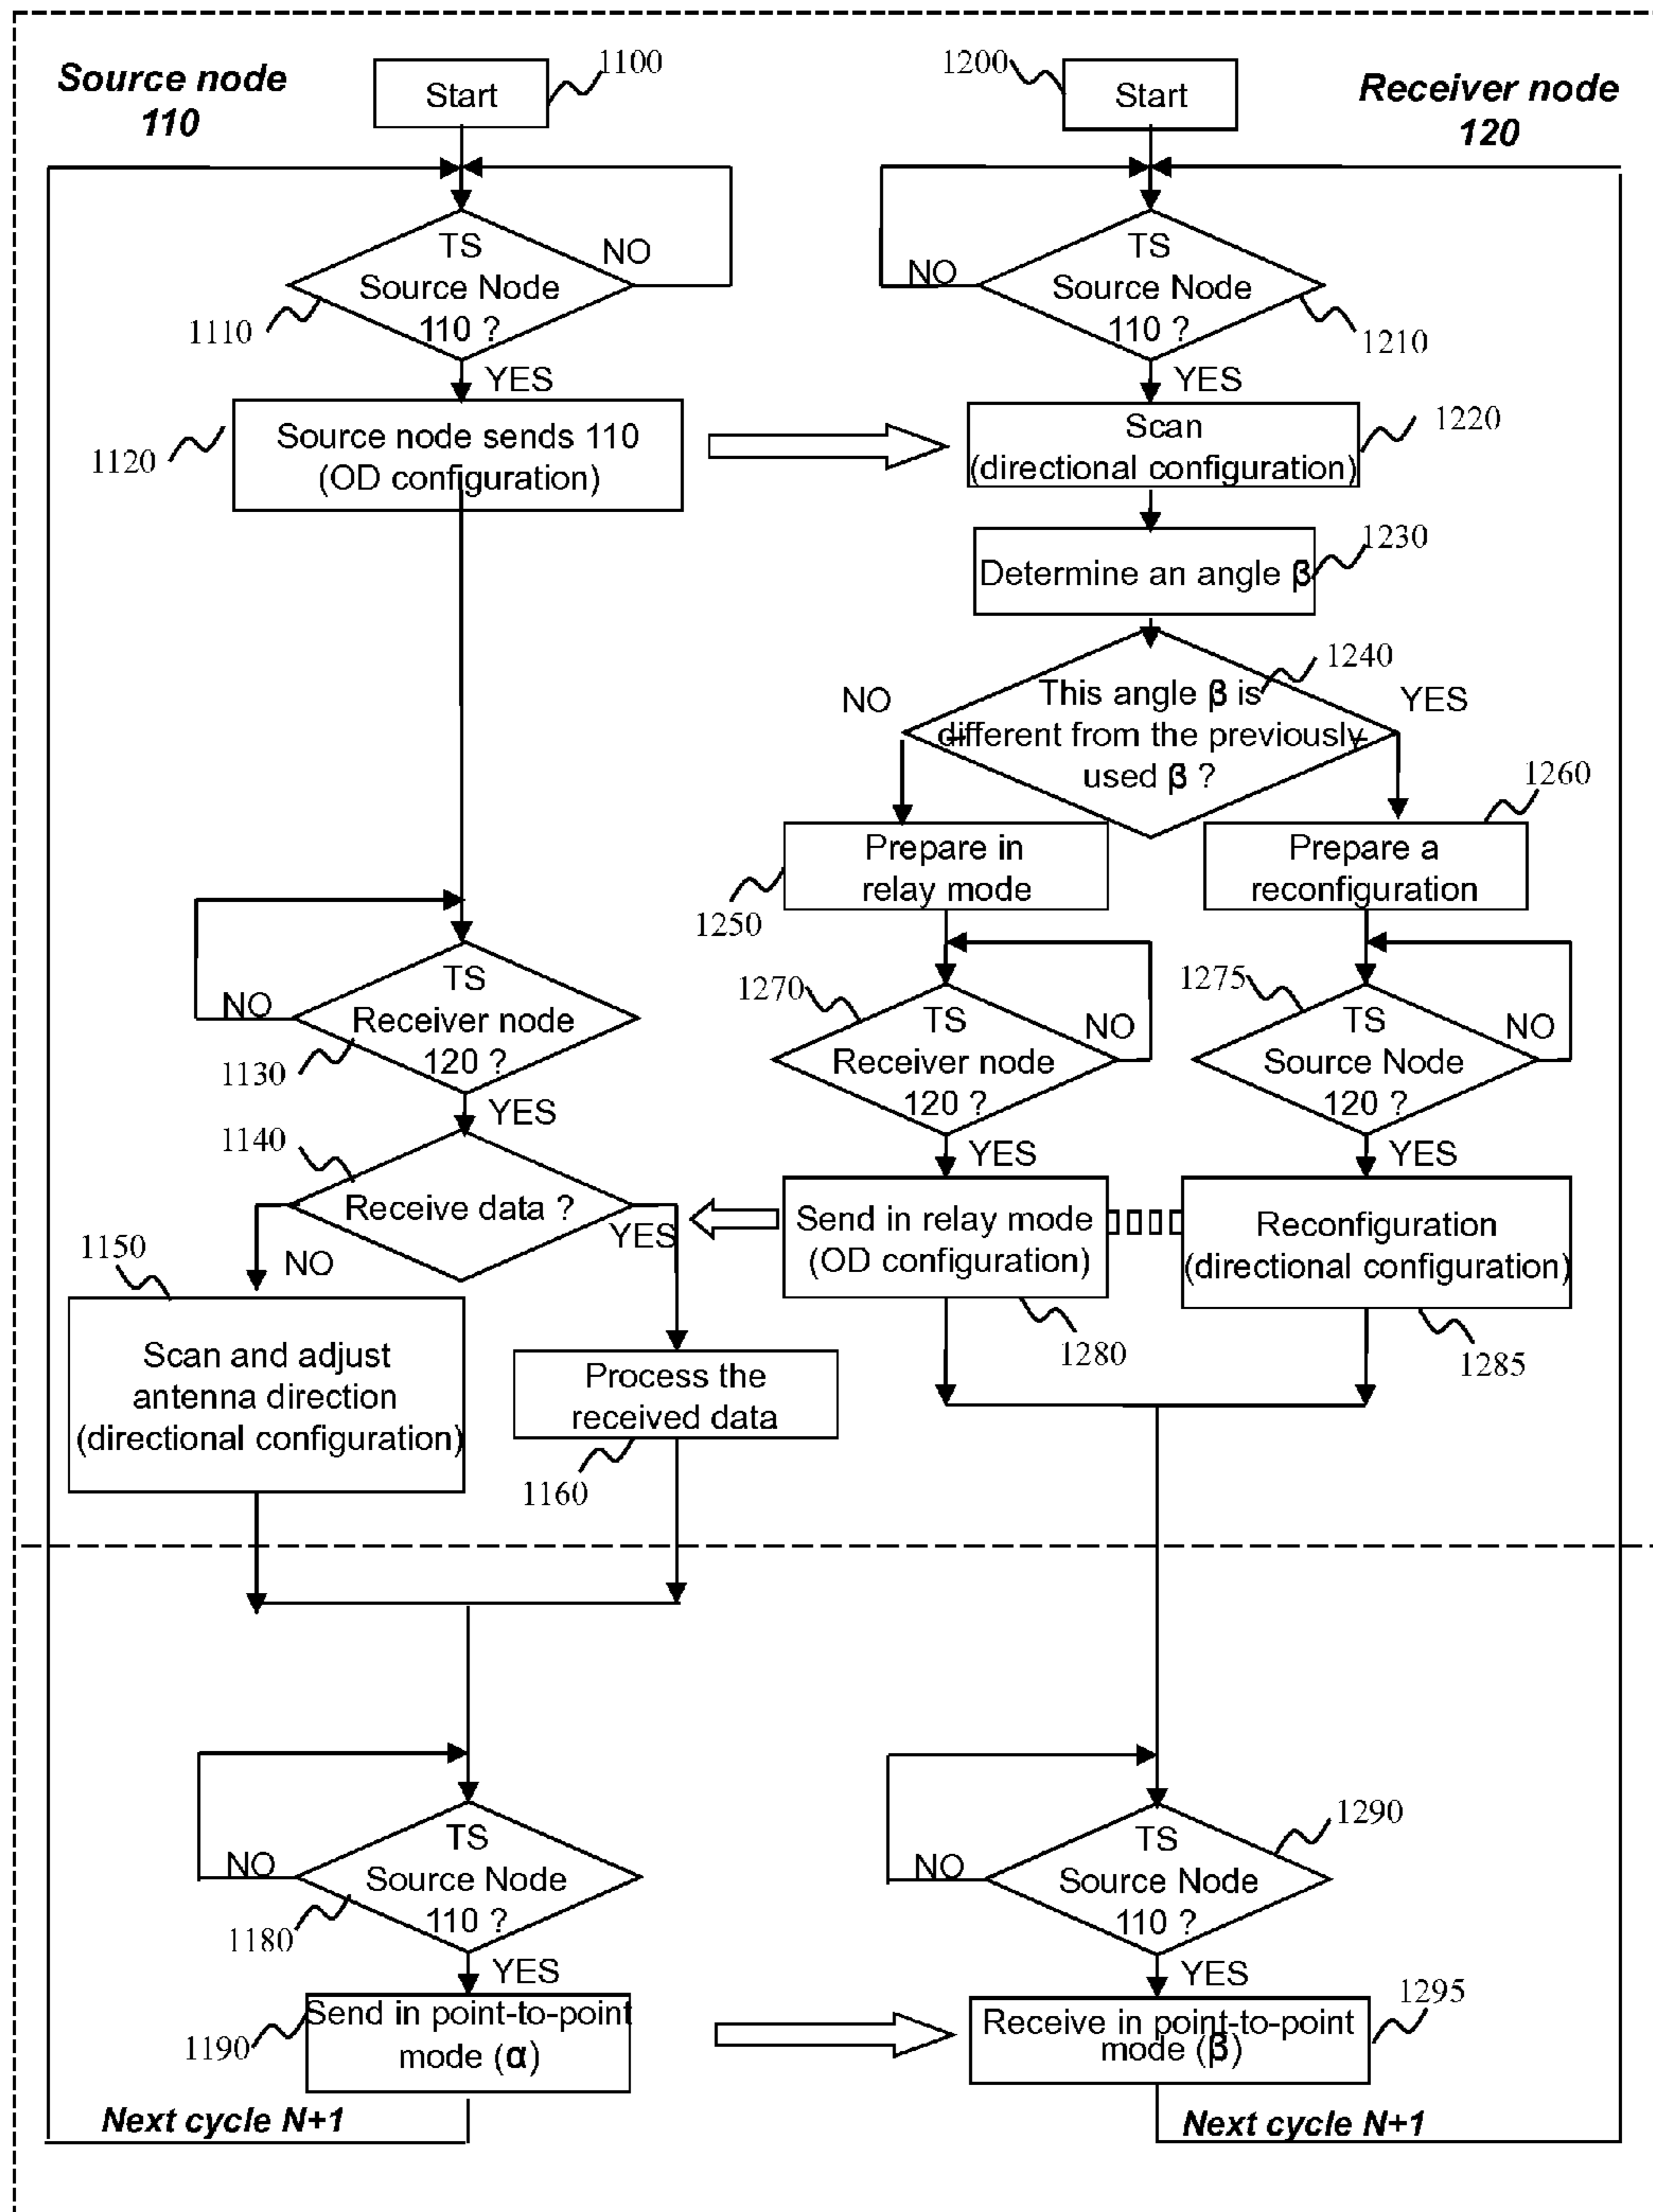 Source node
110
Start
1100
1200
Start
Receiver node
120
TS
Source Node
110 ?
NO
1110
YES
TS
Source Node
110 ?
NO
1210
YES
Source node sends 110
(OD configuration)
1120
Scan
(directional configuration)
1220
Determine an angle β
1230
This angle β is
different from the previously
used β ?
1240
NO
YES
Prepare in
relay mode
1250
Prepare a
reconfiguration
1260
TS
Receiver node
120 ?
NO
1130
YES
TS
Receiver node
120 ?
1270
NO
YES
TS
Source Node
120 ?
1275
NO
YES
Receive data ?
1140
NO
YES
Send in relay mode
(OD configuration)
1280
Reconfiguration
(directional configuration)
1285
Scan and adjust
antenna direction
(directional configuration)
1150
Process the
received data
1160
TS
Source Node
110 ?
NO
1180
YES
TS
Source Node
110 ?
NO
1290
YES
Send in point-to-point
mode (α)
1190
Receive in point-to-point
mode (β)
1295
Next cycle N+1
Next cycle N+1